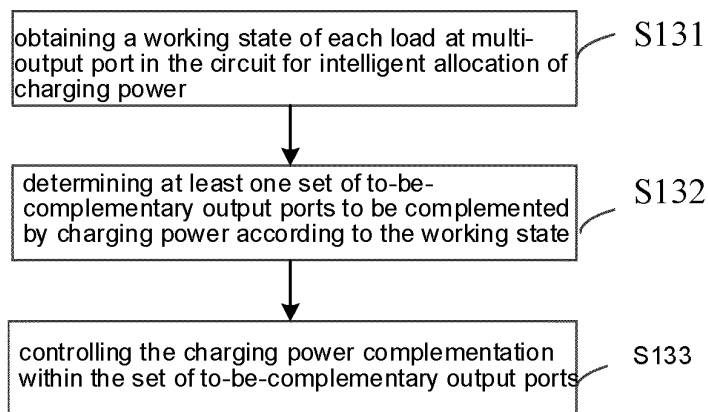 obtaining a working state of each load at multi-
output port in the circuit for intelligent allocation of
charging power
S131
determining at least one set of to-be-
complementary output ports to be complemented
by charging power according to the working state
S132
controlling the charging power complementation
within the set of to-be-complementary output ports
S133